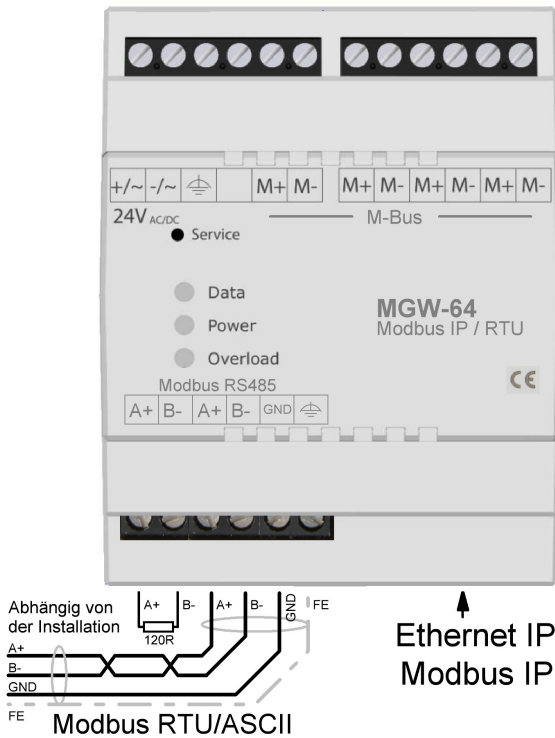 +/~ -/~ M+ M- M+ M- M+ M- M+ M-
24V AC/DC M-Bus
Service
Data
Power
Overload
MGW-64
Modbus IP / RTU
CE
Modbus RS485
A+ B- A+ B- GND
Abhängig von
der Installation
A+ B- A+ B- GND FE
120R
A+
B-
GND
FE
Modbus RTU/ASCII
Ethernet IP
Modbus IP